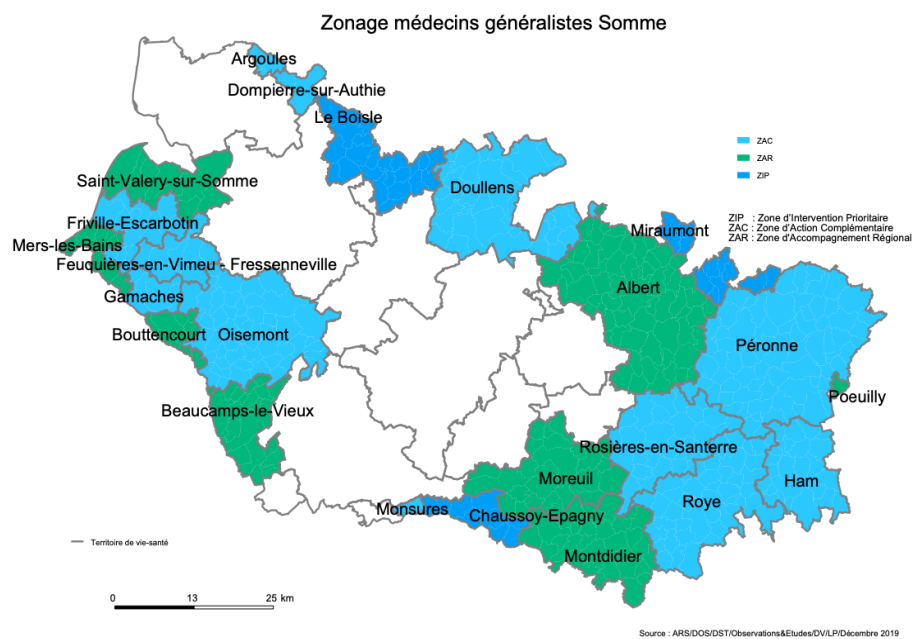 Zonage médecins généralistes Somme
Argoules
Dompierre-sur-Authie
Le Boisle
ZAC
ZAR
ZIP
Saint-Valery-sur-Somme
Doullens
ZIP : Zone d'Intervention Prioritaire
ZAC : Zone d'Action Complémentaire
ZAR : Zone d'Accompagnement Régional
Friville-Escarbotin
Miraumont
Mers-les-Bains
Feuquières-en-Vimeu - Fressenneville
Albert
Gamaches
Bouttencourt
Oisemont
Péronne
Poeuilly
Beaucamps-le-Vieux
Rosières-en-Santerre
Moreuil
Ham
Roye
Monsures
Chaussoy-Epagny
Montdidier
Territoire de vie-santé
0 13 25 km
Source : ARS/DOS/DST/Observations&Etudes/DV/LP/Décembre 2019